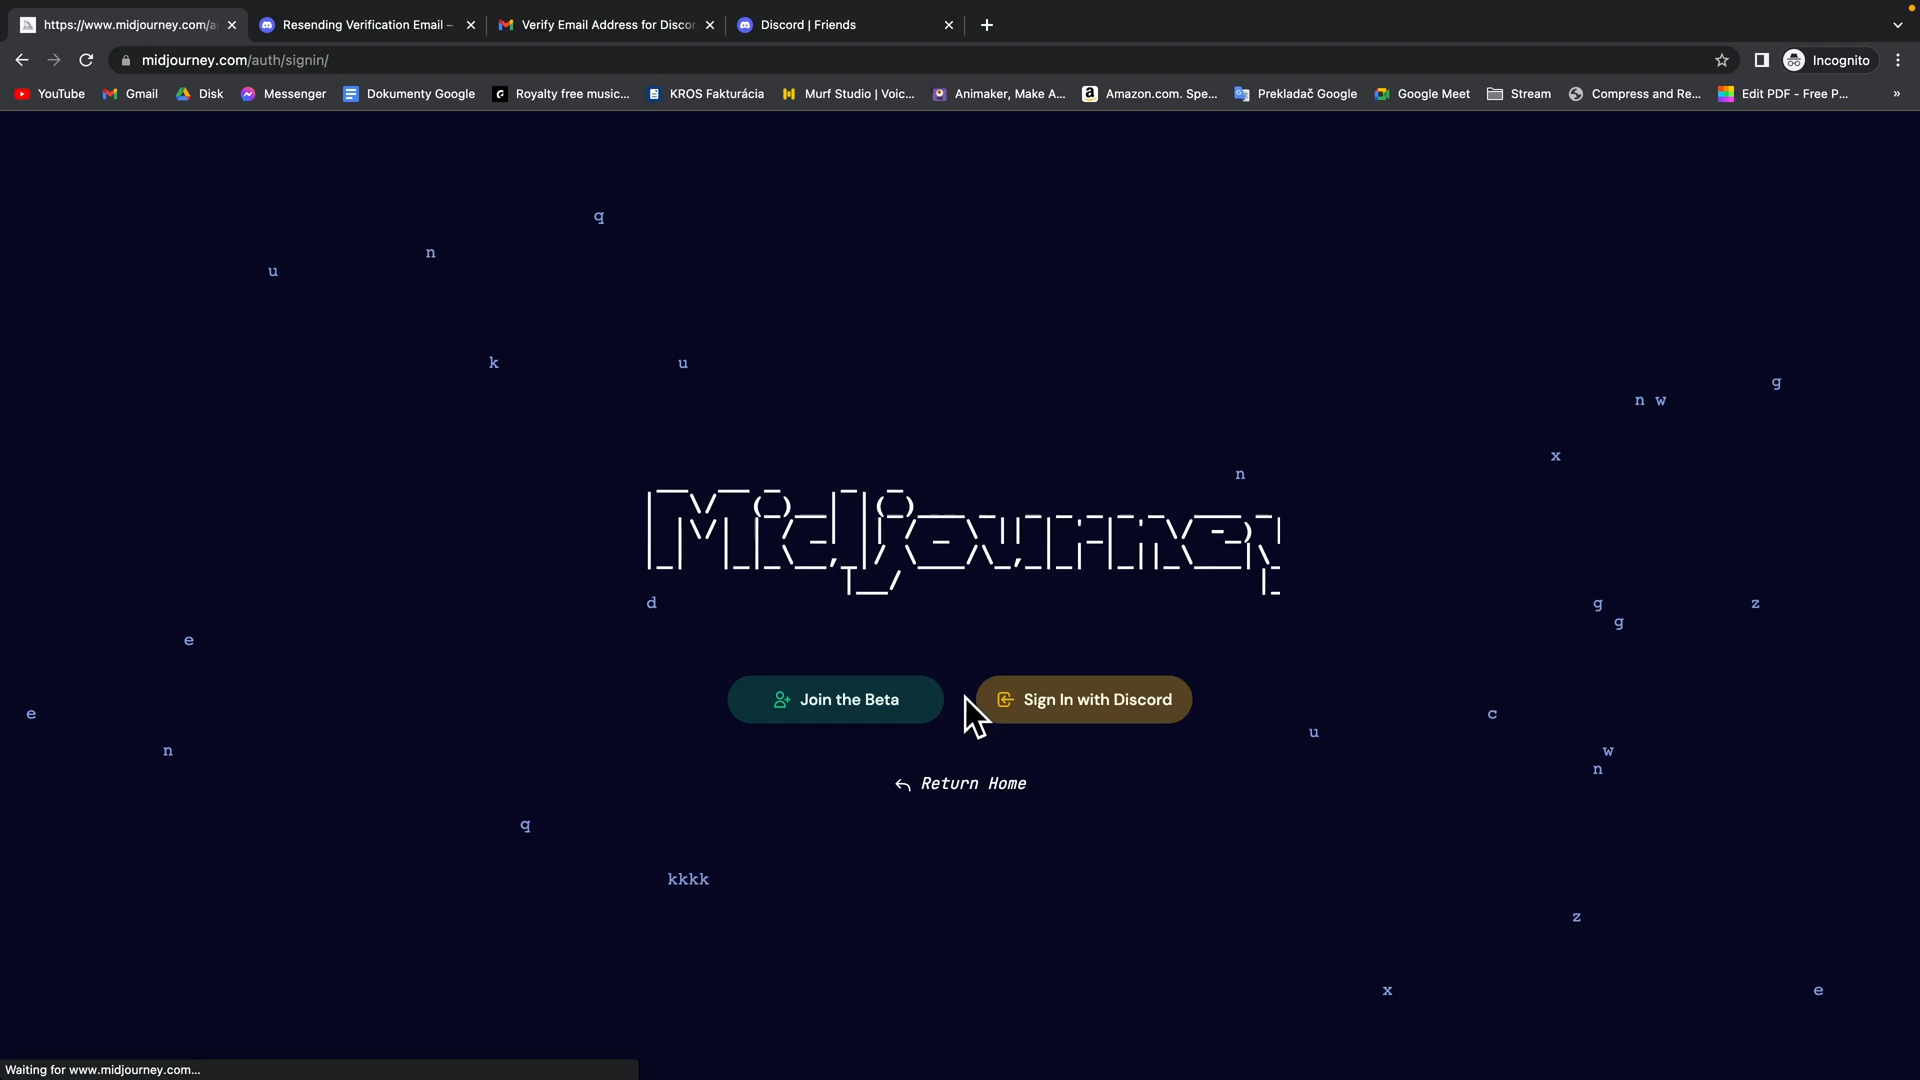 https://www.midjourney.com/a
Resending Verification Email –
Verify Email Address for Discor
Discord | Friends
midjourney.com/auth/signin/
Incognito
YouTube
Gmail
Disk
Messenger
Dokumenty Google
Royalty free music...
KROS Fakturácia
Murf Studio | Voic...
Animaker, Make A...
Amazon.com. Spe...
Prekladač Google
Google Meet
Stream
Compress and Re...
Edit PDF - Free P...
»
q
n
u
k u
g
n w
x
n
Midjourney
d
g z
g
e
Join the Beta
Sign In with Discord
e
c
u
n
w
n
Return Home
q
kkkk
z
x
e
Waiting for www.midjourney.com...